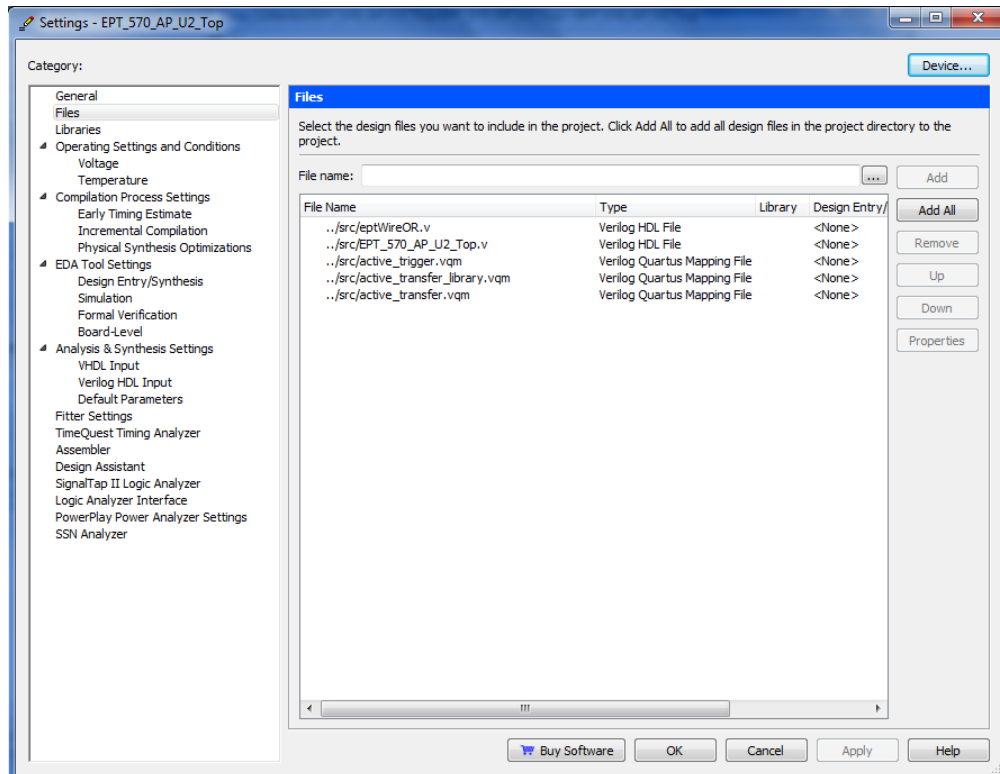 Settings - EPT_570_AP_U2_Top
Category:
Device...
General
Files
Libraries
Operating Settings and Conditions
Voltage
Temperature
Compilation Process Settings
Early Timing Estimate
Incremental Compilation
Physical Synthesis Optimizations
EDA Tool Settings
Design Entry/Synthesis
Simulation
Formal Verification
Board-Level
Analysis & Synthesis Settings
VHDL Input
Verilog HDL Input
Default Parameters
Fitter Settings
TimeQuest Timing Analyzer
Assembler
Design Assistant
SignalTap II Logic Analyzer
Logic Analyzer Interface
PowerPlay Power Analyzer Settings
SSN Analyzer
Files
Select the design files you want to include in the project. Click Add All to add all design files in the project directory to the
project.
File name:
...
Add
File Name Type Library Design Entry/
Add All
../src/eptWireOR.v Verilog HDL File <None>
../src/EPT_570_AP_U2_Top.v Verilog HDL File <None>
../src/active_trigger.vqm Verilog Quartus Mapping File <None>
../src/active_transfer_library.vqm Verilog Quartus Mapping File <None>
../src/active_transfer.vqm Verilog Quartus Mapping File <None>
Remove
Up
Down
Properties
Buy Software
OK
Cancel
Apply
Help